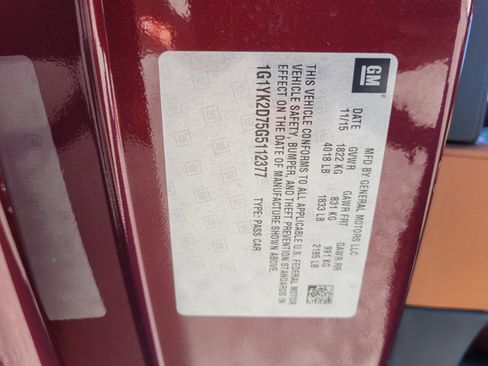 GM
MFD BY GENERAL MOTORS LLC
DATE GVWR GAWR FRT GAWR RR
11/15 1822 KG 831 KG 991 KG
4018 LB 1833 LB 2185 LB
THIS VEHICLE CONFORMS TO ALL APPLICABLE U.S. FEDERAL MOTOR
VEHICLE SAFETY, BUMPER, AND THEFT PREVENTION STANDARDS IN
EFFECT ON THE DATE OF MANUFACTURE SHOWN ABOVE.
1G1YK2D75G5112377 TYPE: PASS CAR